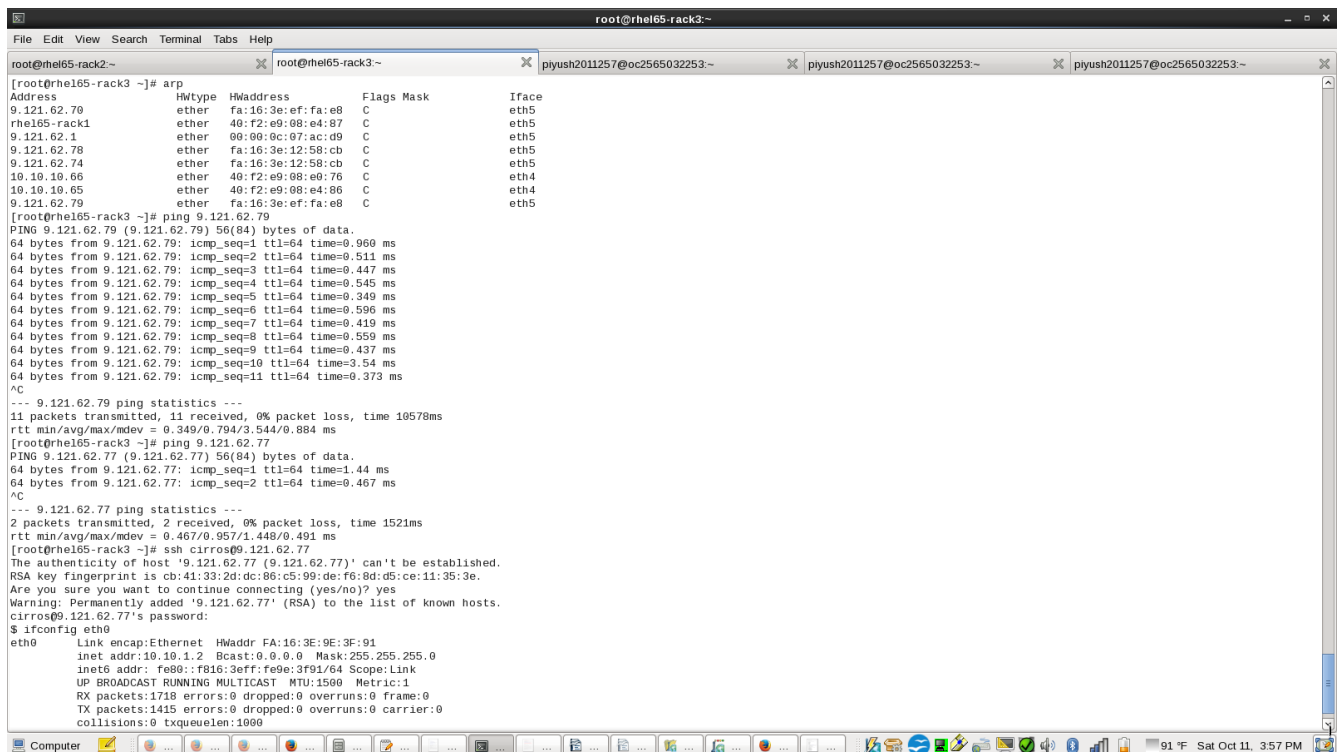 root@rhel65-rack3:~
File Edit View Search Terminal Tabs Help
root@rhel65-rack2:~ root@rhel65-rack3:~ piyush2011257@oc2565032253:~ piyush2011257@oc2565032253:~ piyush2011257@oc2565032253:~
[root@rhel65-rack3 ~]# arp
Address HWtype HWaddress Flags Mask Iface
9.121.62.70 ether fa:16:3e:ef:fa:e8 C eth5
rhel65-rack1 ether 40:f2:e9:08:e4:87 C eth5
9.121.62.1 ether 00:00:0c:07:ac:d9 C eth5
9.121.62.78 ether fa:16:3e:12:58:cb C eth5
9.121.62.74 ether fa:16:3e:12:58:cb C eth5
10.10.10.66 ether 40:f2:e9:08:e0:76 C eth4
10.10.10.65 ether 40:f2:e9:08:e4:86 C eth4
9.121.62.79 ether fa:16:3e:ef:fa:e8 C eth5
[root@rhel65-rack3 ~]# ping 9.121.62.79
PING 9.121.62.79 (9.121.62.79) 56(84) bytes of data.
64 bytes from 9.121.62.79: icmp_seq=1 ttl=64 time=0.960 ms
64 bytes from 9.121.62.79: icmp_seq=2 ttl=64 time=0.511 ms
64 bytes from 9.121.62.79: icmp_seq=3 ttl=64 time=0.447 ms
64 bytes from 9.121.62.79: icmp_seq=4 ttl=64 time=0.545 ms
64 bytes from 9.121.62.79: icmp_seq=5 ttl=64 time=0.349 ms
64 bytes from 9.121.62.79: icmp_seq=6 ttl=64 time=0.596 ms
64 bytes from 9.121.62.79: icmp_seq=7 ttl=64 time=0.419 ms
64 bytes from 9.121.62.79: icmp_seq=8 ttl=64 time=0.559 ms
64 bytes from 9.121.62.79: icmp_seq=9 ttl=64 time=0.437 ms
64 bytes from 9.121.62.79: icmp_seq=10 ttl=64 time=3.54 ms
64 bytes from 9.121.62.79: icmp_seq=11 ttl=64 time=0.373 ms
^C
--- 9.121.62.79 ping statistics ---
11 packets transmitted, 11 received, 0% packet loss, time 10578ms
rtt min/avg/max/mdev = 0.349/0.794/3.544/0.884 ms
[root@rhel65-rack3 ~]# ping 9.121.62.77
PING 9.121.62.77 (9.121.62.77) 56(84) bytes of data.
64 bytes from 9.121.62.77: icmp_seq=1 ttl=64 time=1.44 ms
64 bytes from 9.121.62.77: icmp_seq=2 ttl=64 time=0.467 ms
^C
--- 9.121.62.77 ping statistics ---
2 packets transmitted, 2 received, 0% packet loss, time 1521ms
rtt min/avg/max/mdev = 0.467/0.957/1.448/0.491 ms
[root@rhel65-rack3 ~]# ssh cirros@9.121.62.77
The authenticity of host '9.121.62.77 (9.121.62.77)' can't be established.
RSA key fingerprint is cb:41:33:2d:dc:86:c5:99:de:f6:8d:d5:ce:11:35:3e.
Are you sure you want to continue connecting (yes/no)? yes
Warning: Permanently added '9.121.62.77' (RSA) to the list of known hosts.
cirros@9.121.62.77's password:
$ ifconfig eth0
eth0 Link encap:Ethernet HWaddr FA:16:3E:9E:3F:91
inet addr:10.10.1.2 Bcast:0.0.0.0 Mask:255.255.255.0
inet6 addr: fe80::f816:3eff:fe9e:3f91/64 Scope:Link
UP BROADCAST RUNNING MULTICAST MTU:1500 Metric:1
RX packets:1718 errors:0 dropped:0 overruns:0 frame:0
TX packets:1415 errors:0 dropped:0 overruns:0 carrier:0
collisions:0 txqueuelen:1000
Computer ... ... ... ... ... ... ... ... ... ... ... ... ... ... ... 91 °F Sat Oct 11, 3:57 PM